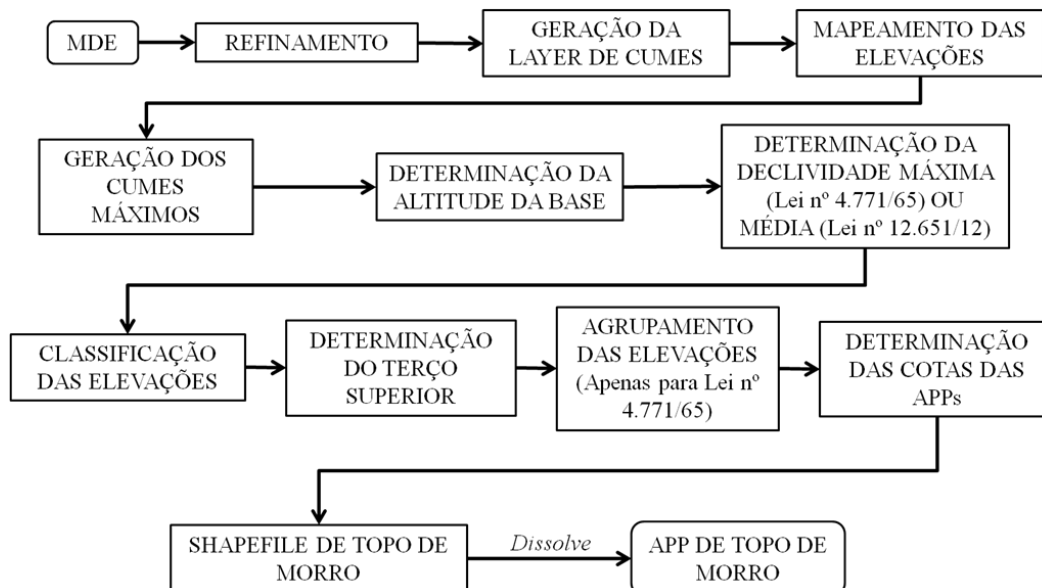 MDE
REFINAMENTO
GERAÇÃO DA
LAYER DE CUMES
MAPEAMENTO DAS
ELEVAÇÕES
GERAÇÃO DOS
CUMES
MÁXIMOS
DETERMINAÇÃO DA
ALTITUDE DA BASE
DETERMINAÇÃO DA
DECLIVIDADE MÁXIMA
(Lei nº 4.771/65) OU
MÉDIA (Lei nº 12.651/12)
CLASSIFICAÇÃO
DAS ELEVAÇÕES
DETERMINAÇÃO
DO TERÇO
SUPERIOR
AGRUPAMENTO
DAS ELEVAÇÕES
(Apenas para Lei nº
4.771/65)
DETERMINAÇÃO
DAS COTAS DAS
APPs
SHAPEFILE DE TOPO DE
MORRO
Dissolve
APP DE TOPO DE
MORRO